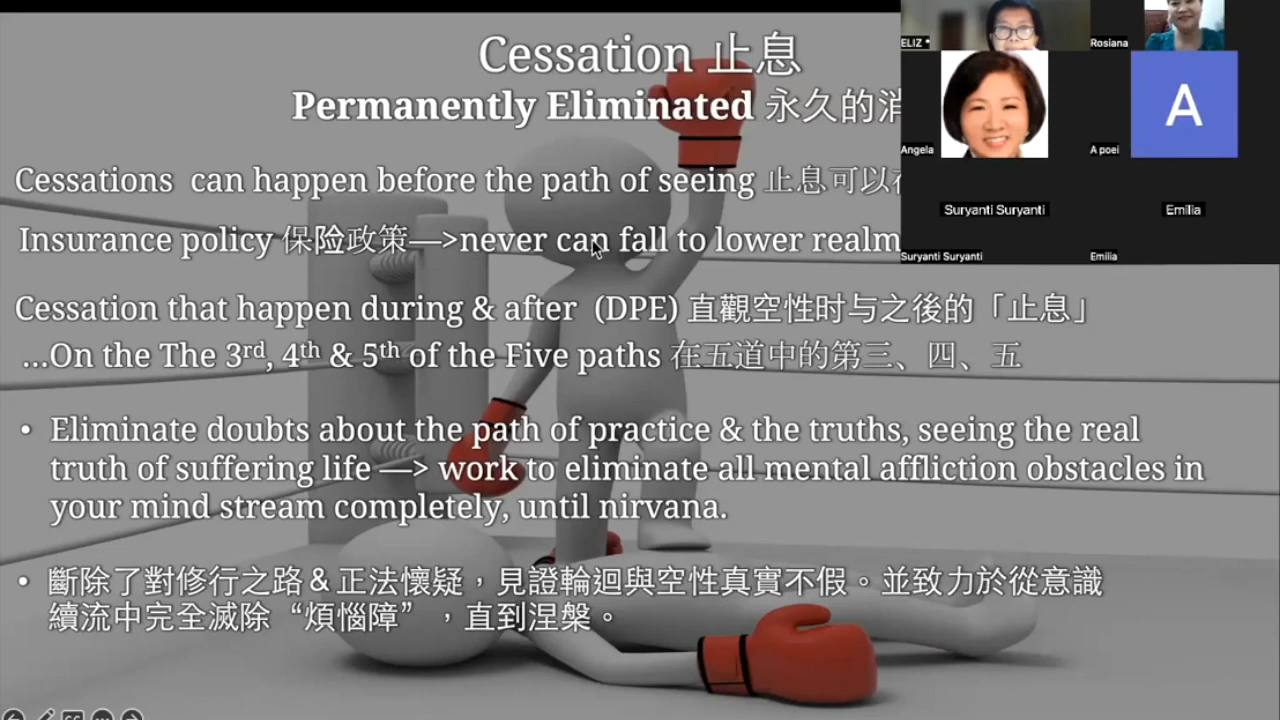 Cessation 止息
Permanently Eliminated 永久的消
Cessations can happen before the path of seeing 止息可以在
Insurance policy 保险政策—>never can fall to lower realm
Cessation that happen during & after (DPE) 直觀空性时与之後的「止息」
...On the The 3rd, 4th & 5th of the Five paths 在五道中的第三、四、五
• Eliminate doubts about the path of practice & the truths, seeing the real
truth of suffering life —> work to eliminate all mental affliction obstacles in
your mind stream completely, until nirvana.
• 斷除了對修行之路 & 正法懷疑，見證輪迴與空性真實不假。並致力於從意識
續流中完全滅除“煩惱障”，直到涅槃。
ELIZ *
Rosiana
A
Angela
A poei
Suryanti Suryanti
Emilia
Suryanti Suryanti
Emilia